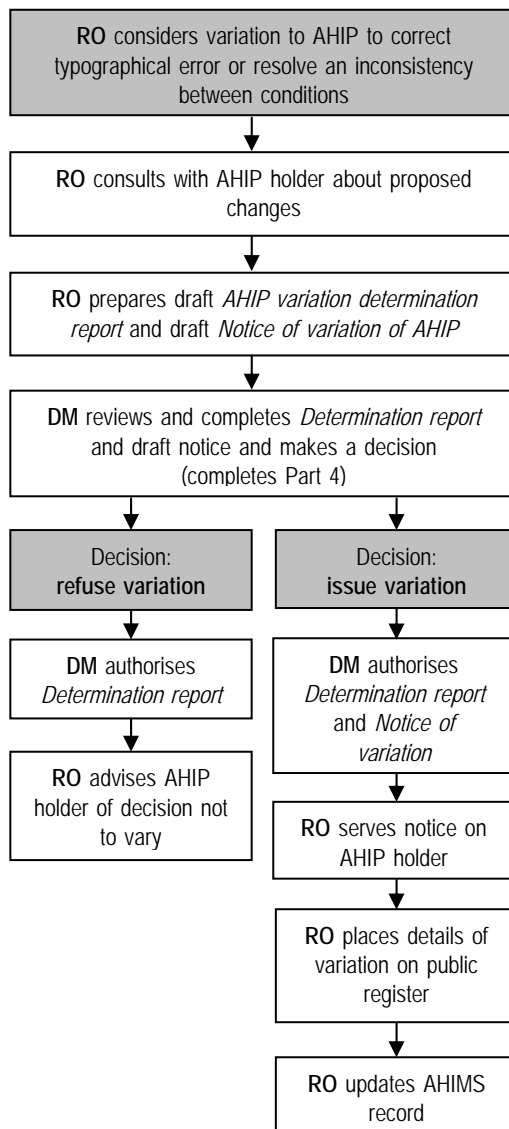 RO considers variation to AHIP to correct
typographical error or resolve an inconsistency
between conditions
RO consults with AHIP holder about proposed
changes
RO prepares draft AHIP variation determination
report and draft Notice of variation of AHIP
DM reviews and completes Determination report
and draft notice and makes a decision
(completes Part 4)
Decision:
refuse variation
DM authorises
Determination report
RO advises AHIP
holder of decision not
to vary
Decision:
issue variation
DM authorises
Determination report
and Notice of
variation
RO serves notice on
AHIP holder
RO places details of
variation on public
register
RO updates AHIMS
record